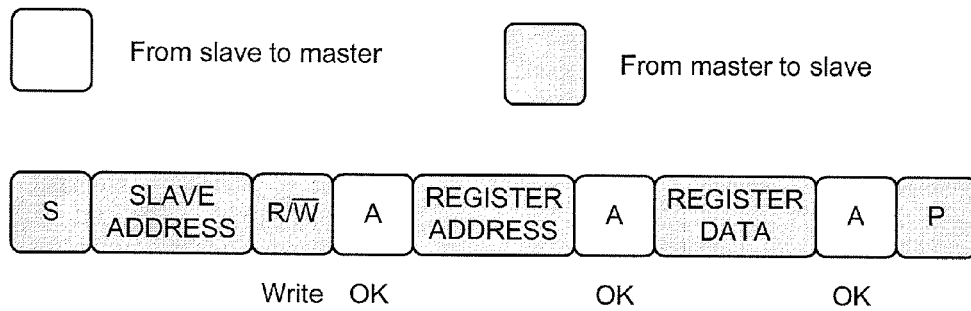 From slave to master
From master to slave
S
SLAVE
ADDRESS
R/W̅
A
REGISTER
ADDRESS
A
REGISTER
DATA
A
P
Write
OK
OK
OK